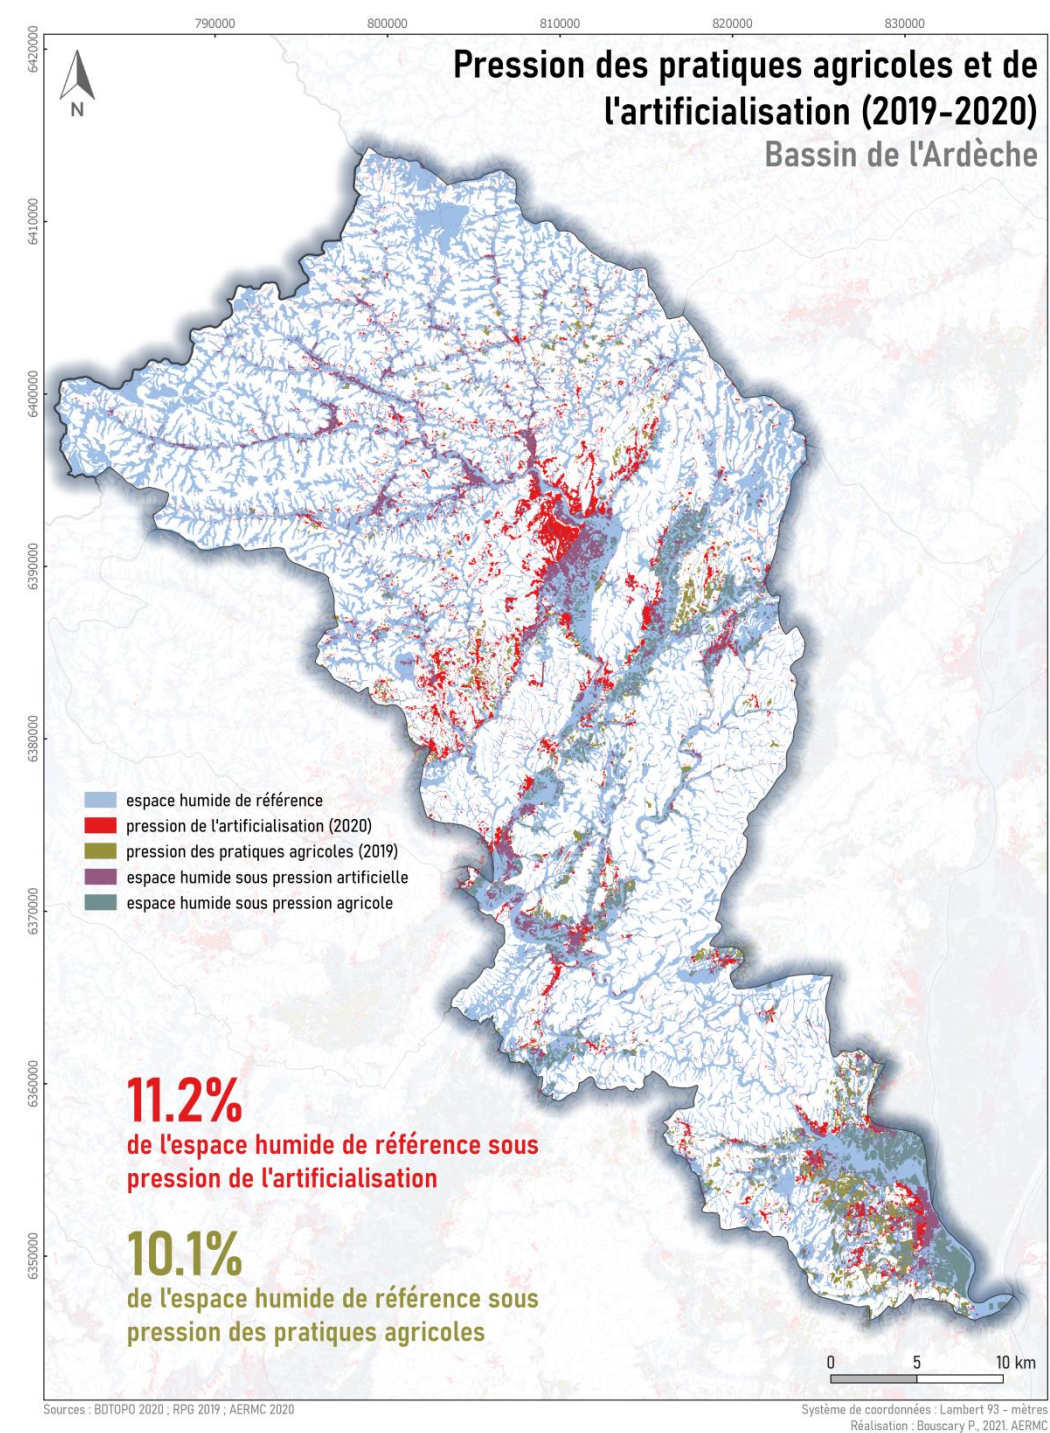 790000
800000
810000
820000
830000
6420000
6410000
6400000
6390000
6380000
6370000
6360000
6350000
N
Pression des pratiques agricoles et de
l'artificialisation (2019-2020)
Bassin de l'Ardèche
espace humide de référence
pression de l'artificialisation (2020)
pression des pratiques agricoles (2019)
espace humide sous pression artificielle
espace humide sous pression agricole
11.2%
de l'espace humide de référence sous
pression de l'artificialisation
10.1%
de l'espace humide de référence sous
pression des pratiques agricoles
0 5 10 km
Sources : BDTOPO 2020 ; RPG 2019 ; AERMC 2020
Système de coordonnées : Lambert 93 - mètres
Réalisation : Bouscary P., 2021. AERMC